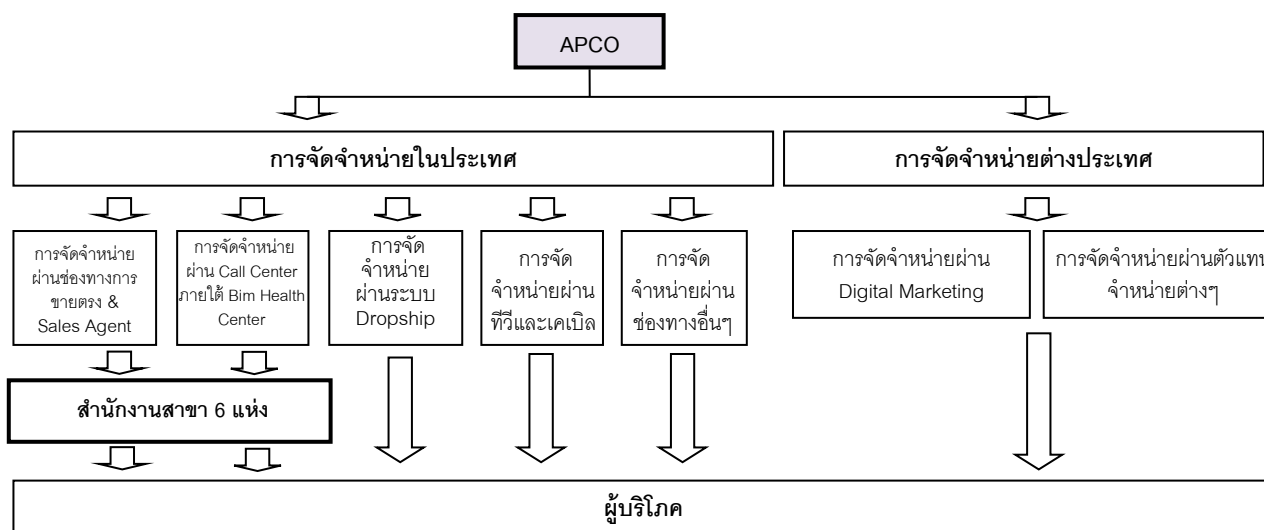 APCO
การจัดจำหน่ายในประเทศ
การจัดจำหน่ายต่างประเทศ
การจัดจำหน่าย
ผ่านช่องทางการ
ขายตรง &
Sales Agent
การจัดจำหน่าย
ผ่าน Call Center
ภายใต้ Bim Health
Center
การจัด
จำหน่าย
ผ่านระบบ
Dropship
การจัด
จำหน่ายผ่าน
ทีวีและเคเบิล
การจัด
จำหน่ายผ่าน
ช่องทางอื่นๆ
การจัดจำหน่ายผ่าน
Digital Marketing
การจัดจำหน่ายผ่านตัวแทน
จำหน่ายต่างๆ
สำนักงานสาขา 6 แห่ง
ผู้บริโภค